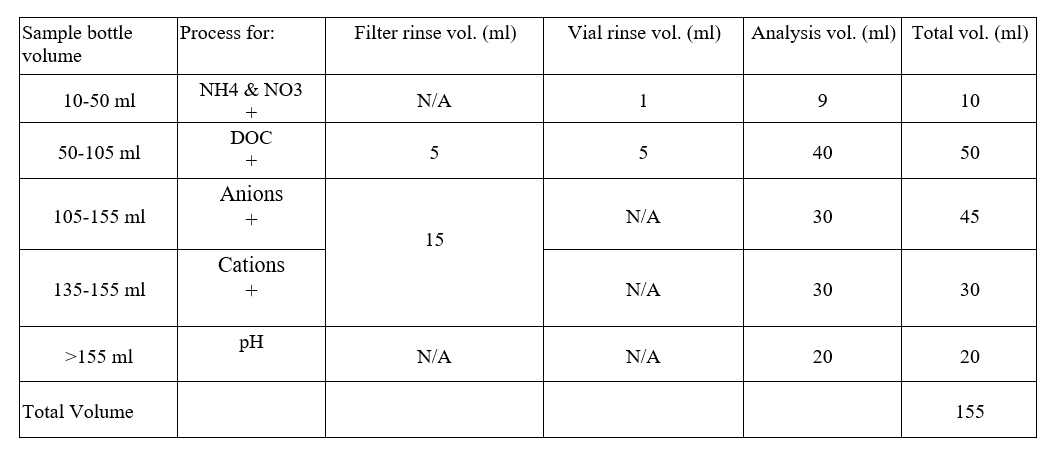 Sample bottle volume Process for: Filter rinse vol. (ml) Vial rinse vol. (ml) Analysis vol. (ml) Total vol. (ml)
10-50 ml NH4 & NO3 + N/A 1 9 10
50-105 ml DOC + 5 5 40 50
105-155 ml Anions + 15 N/A 30 45
135-155 ml Cations + N/A 30 30
>155 ml pH N/A N/A 20 20
Total Volume 155